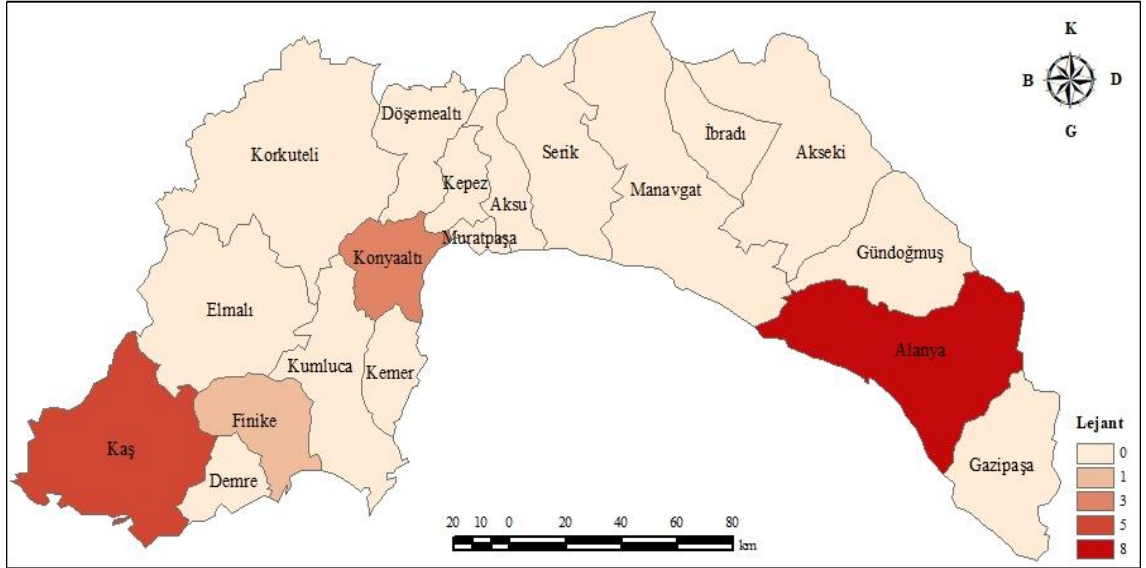 K
B D
G
Döşemealtı
İbradı
Korkuteli
Serik
Akseki
Kepez
Manavgat
Aksu
Muratpaşa
Konyaaltı
Gündoğmuş
Elmalı
Alanya
Kumluca
Kemer
Finike
Kaş
Demre
Gazipaşa
Lejant
0
1
3
5
8
20 10 0 20 40 60 80
km